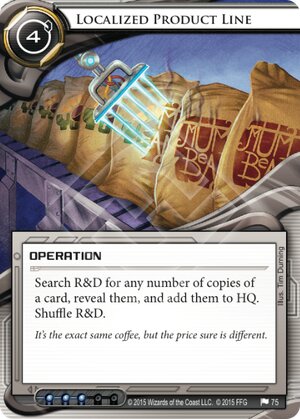 4
LOCALIZED PRODUCT LINE
MUM
BEA
OPERATION
Search R&D for any number of copies of
a card, reveal them, and add them to HQ.
Shuffle R&D.
It's the exact same coffee, but the price sure is different.
Illus. Tim Durning
© 2015 Wizards of the Coast LLC. © 2015 FFG
75